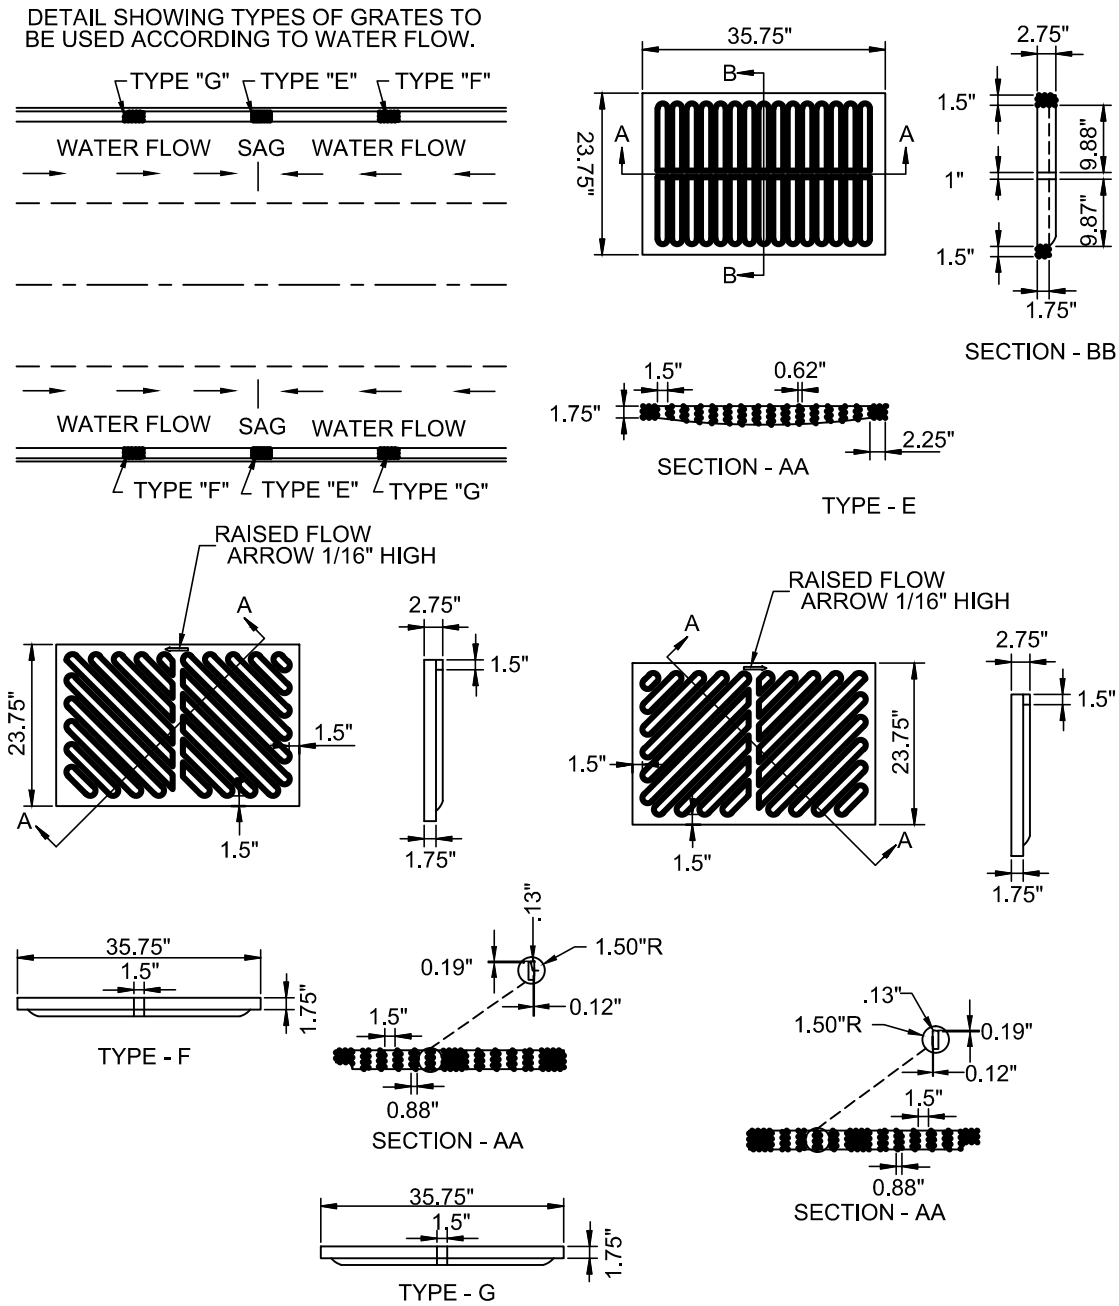 DETAIL SHOWING TYPES OF GRATES TO
BE USED ACCORDING TO WATER FLOW.
TYPE "G"
TYPE "E"
TYPE "F"
WATER FLOW
SAG
WATER FLOW
WATER FLOW
SAG
WATER FLOW
TYPE "F"
TYPE "E"
TYPE "G"
35.75"
B
A
A
23.75"
B
2.75"
1.5"
9.88"
1"
9.87"
1.5"
1.75"
SECTION - BB
1.5"
0.62"
1.75"
2.25"
SECTION - AA
TYPE - E
RAISED FLOW
ARROW 1/16" HIGH
A
23.75"
1.5"
A
1.5"
2.75"
1.5"
1.75"
RAISED FLOW
ARROW 1/16" HIGH
A
1.5"
23.75"
1.5"
A
2.75"
1.5"
1.75"
35.75"
1.5"
1.75"
TYPE - F
.13"
1.50"R
0.19"
0.12"
1.5"
0.88"
SECTION - AA
.13"
1.50"R
0.19"
0.12"
1.5"
0.88"
SECTION - AA
35.75"
1.5"
1.75"
TYPE - G